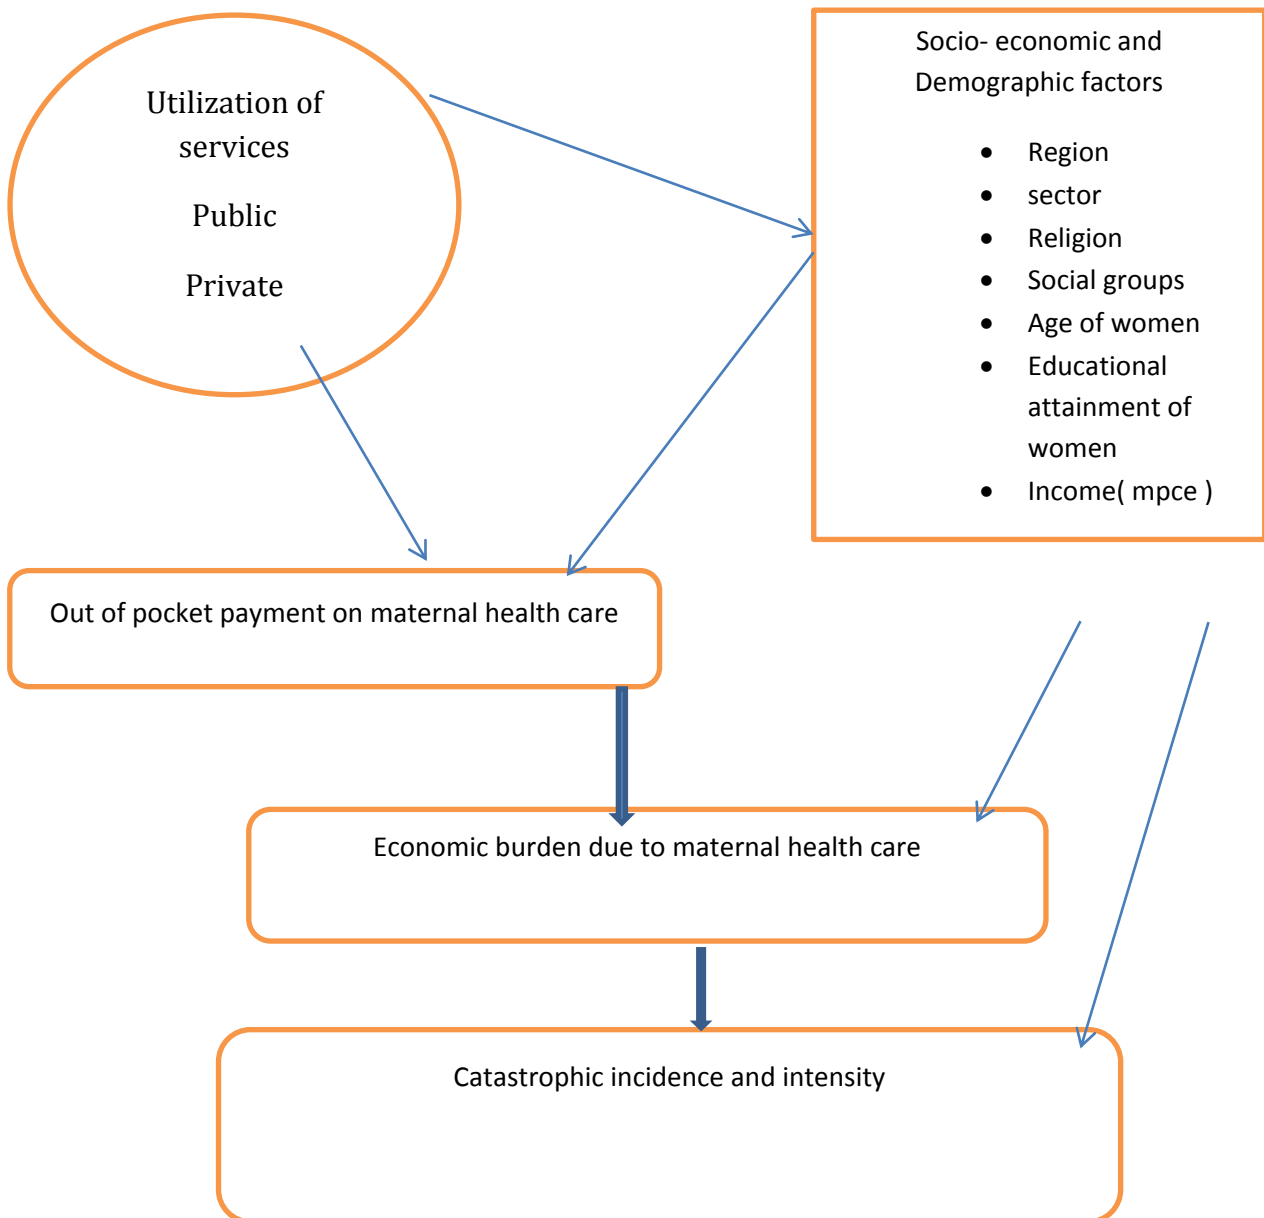 Utilization of
services
Public
Private
Socio- economic and
Demographic factors
• Region
• sector
• Religion
• Social groups
• Age of women
• Educational
attainment of
women
• Income( mpce )
Out of pocket payment on maternal health care
Economic burden due to maternal health care
Catastrophic incidence and intensity